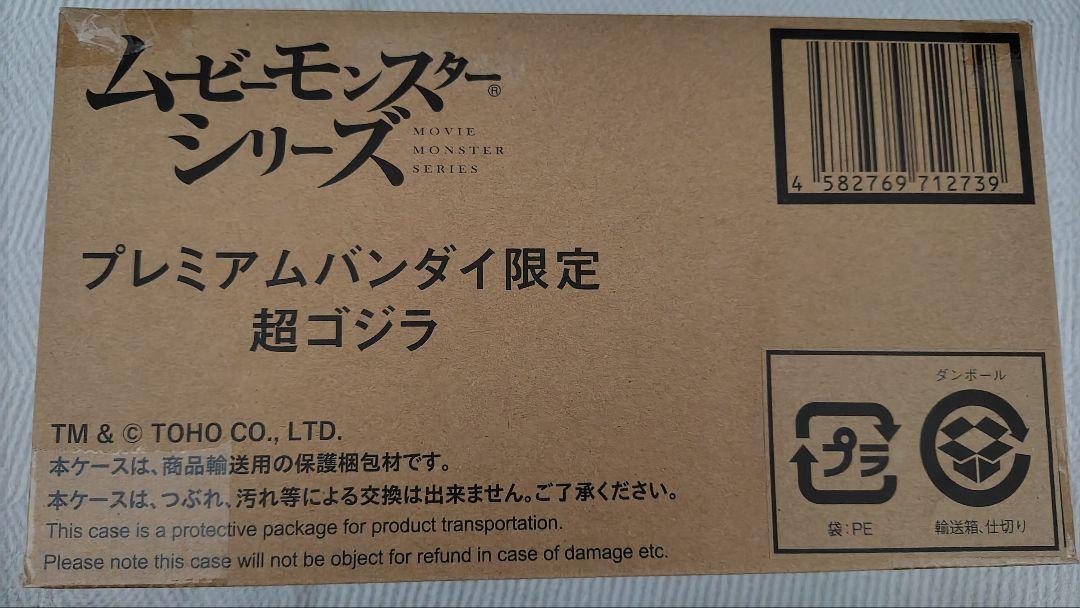 ムゼーモンスター®
シリーズ
MOVIE
MONSTER
SERIES
4 582769 712739
プレミアムバンダイ限定
超ゴジラ
ダンボール
プラ
袋:PE
輸送箱、仕切り
TM & © TOHO CO., LTD.
本ケースは、商品輸送用の保護梱包材です。
本ケースは、つぶれ、汚れ等による交換は出来ません。ご了承ください。
This case is a protective package for product transportation.
Please note this case will not be object for refund in case of damage etc.